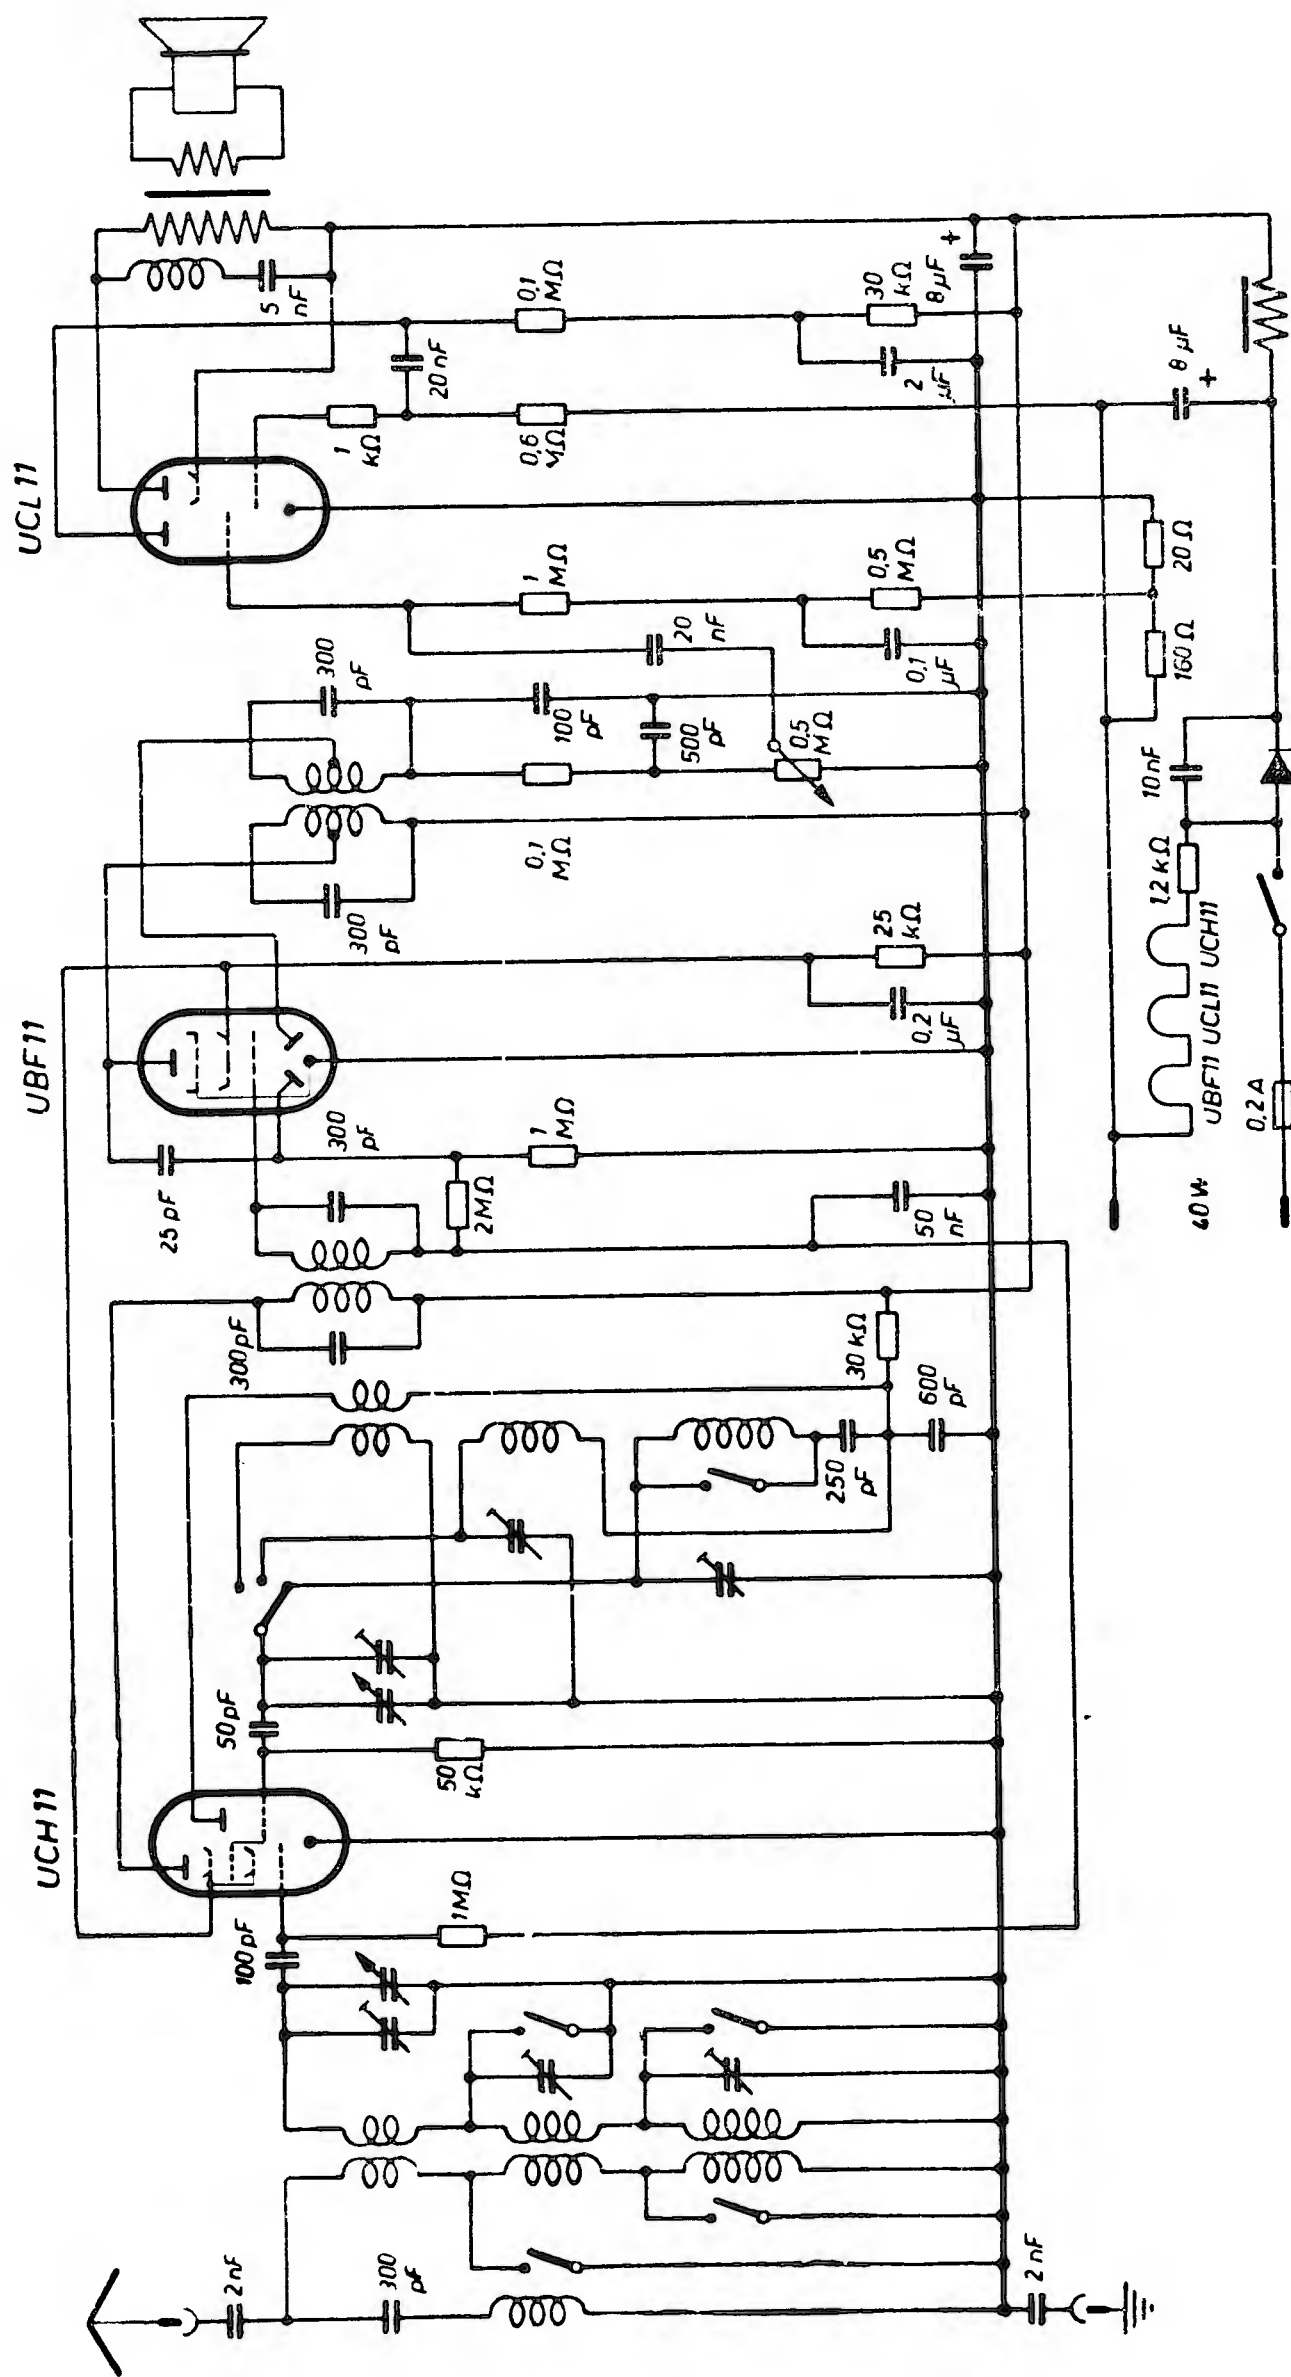 UCH11
UBF11
UCL11
2 nF
300
pF
2 nF
100 pF
1 MΩ
50 pF
50
kΩ
300 pF
250
pF
600
pF
30 kΩ
25 pF
300
pF
2 MΩ
1
MΩ
50
nF
300
pF
0,1
MΩ
0,2
µF
25
kΩ
300
pF
100
pF
500
pF
0,5
MΩ
20
nF
1
MΩ
0,1
µF
0,5
MΩ
1
kΩ
0,6
MΩ
20 nF
5
nF
0,1
MΩ
2
µF
30
kΩ
8 µF
+
8 µF
+
20 Ω
160 Ω
10 nF
1,2 kΩ
UBF11 UCL11 UCH11
0,2 A